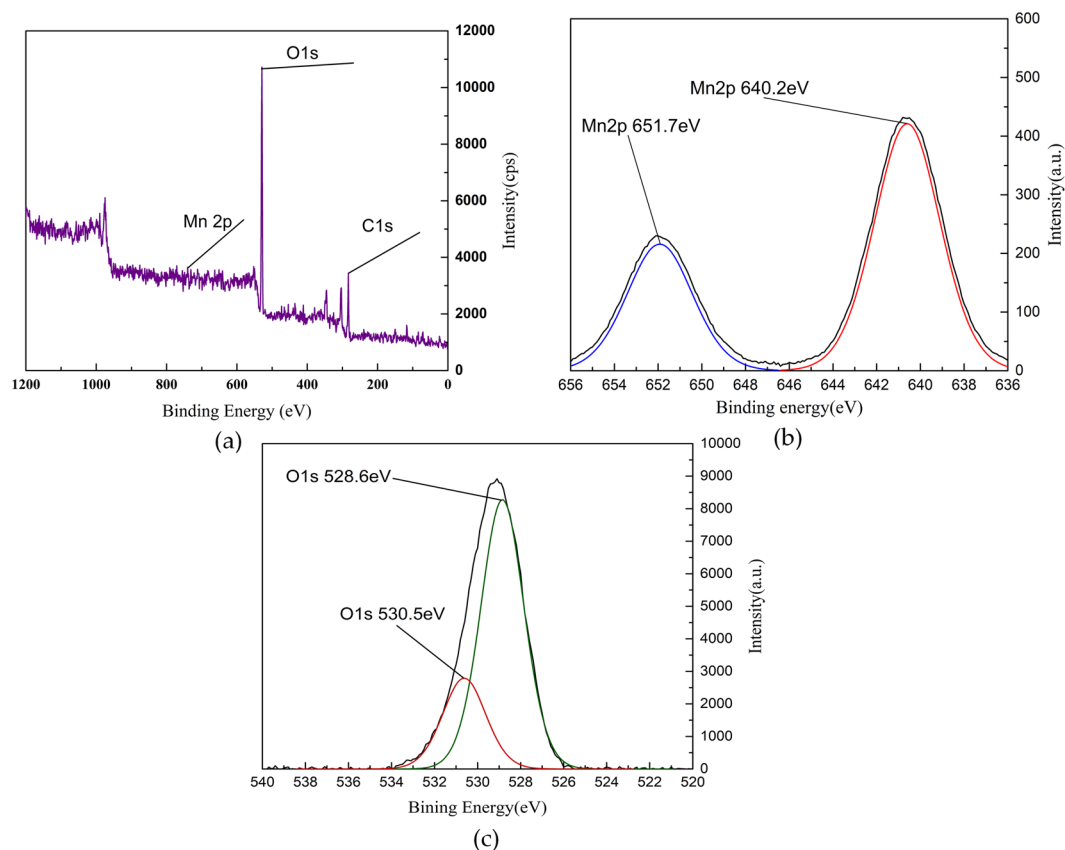 O1s
Mn 2p
C1s
12000
10000
8000
6000
4000
2000
0
Intensity(cps)
1200 1000 800 600 400 200 0
Binding Energy (eV)
(a)
Mn2p 640.2eV
Mn2p 651.7eV
600
500
400
300
200
100
0
Intensity(a.u.)
656 654 652 650 648 646 644 642 640 638 636
Binding energy(eV)
(b)
O1s 528.6eV
O1s 530.5eV
10000
9000
8000
7000
6000
5000
4000
3000
2000
1000
0
Intensity(a.u.)
540 538 536 534 532 530 528 526 524 522 520
Bining Energy(eV)
(c)